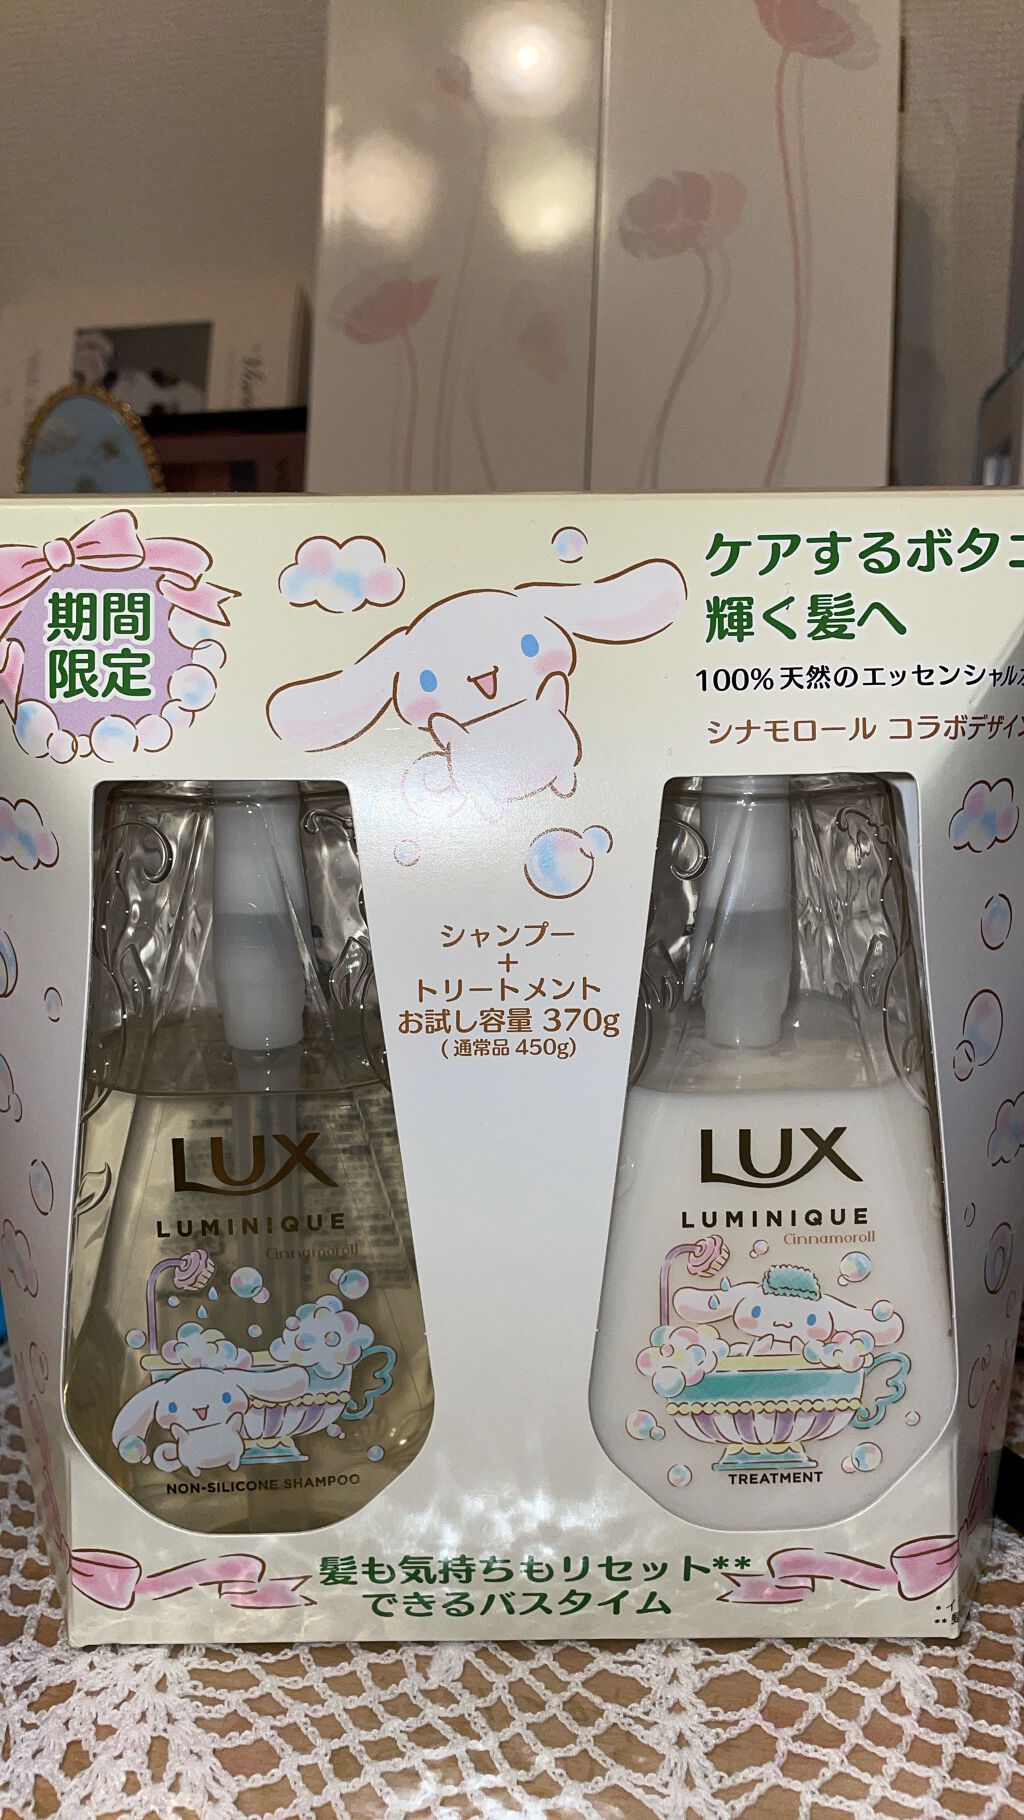 期間
限定
ケアするボタニ
輝く髪へ
100%天然のエッセンシャル
シナモロール コラボデザイン
シャンプー
+
トリートメント
お試し容量 370g
(通常品 450g)
LUX
LUMINIQUE
Cinnamoroll
NON-SILICONE SHAMPOO
LUX
LUMINIQUE
Cinnamoroll
TREATMENT
髪も気持ちもリセット**
できるバスタイム
*イ
**髪